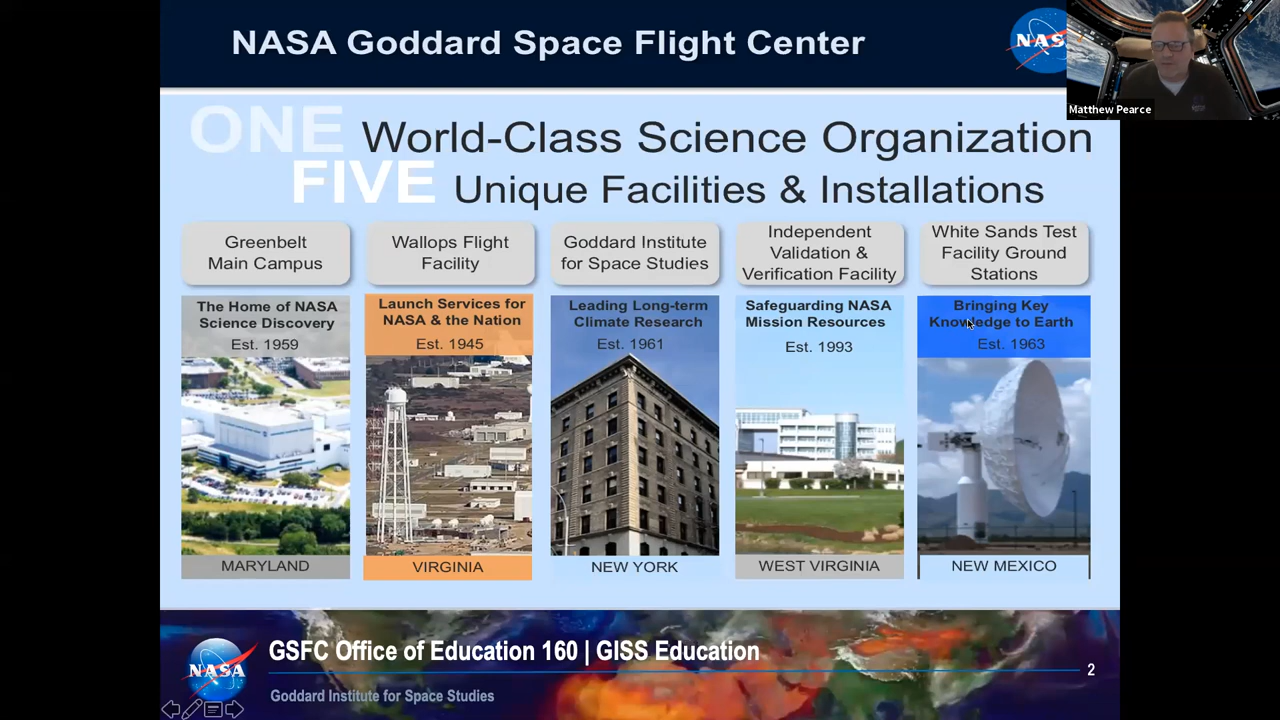 NASA Goddard Space Flight Center
NAS
Matthew Pearce
ONE World-Class Science Organization
FIVE Unique Facilities & Installations
Greenbelt
Main Campus
Wallops Flight
Facility
Goddard Institute
for Space Studies
Independent
Validation &
Verification Facility
White Sands Test
Facility Ground
Stations
The Home of NASA
Science Discovery
Est. 1959
Launch Services for
NASA & the Nation
Est. 1945
Leading Long-term
Climate Research
Est. 1961
Safeguarding NASA
Mission Resources
Est. 1993
Bringing Key
Knowledge to Earth
Est. 1963
MARYLAND
VIRGINIA
NEW YORK
WEST VIRGINIA
NEW MEXICO
NASA
GSFC Office of Education 160 | GISS Education
2
Goddard Institute for Space Studies